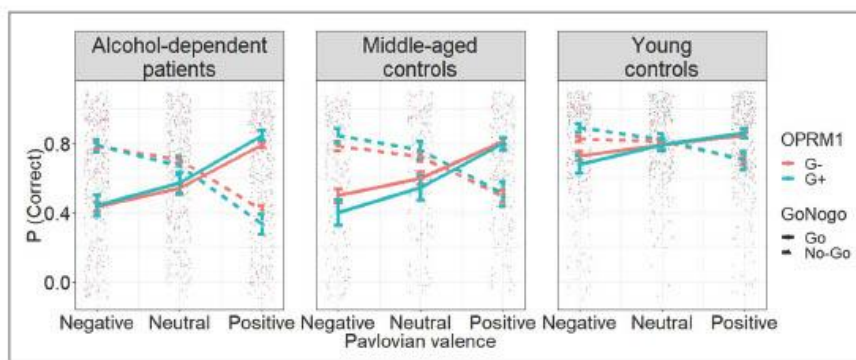 Alcohol-dependent
patients
Middle-aged
controls
Young
controls
P (Correct)
0.8
0.4
0.0
Negative Neutral Positive
Negative Neutral Positive
Negative Neutral Positive
Pavlovian valence
OPRM1
G-
G+
GoNogo
Go
No-Go